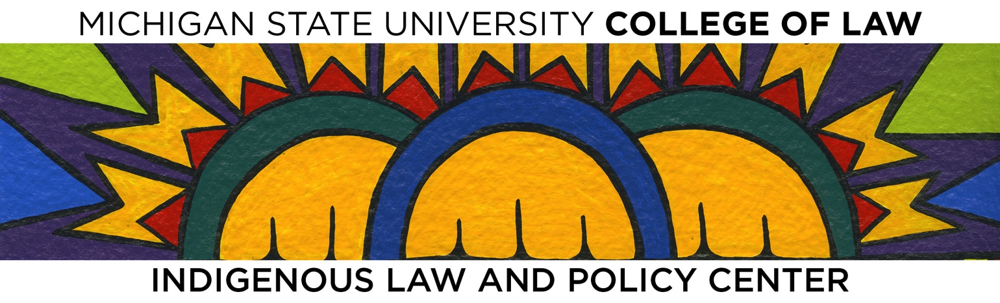 MICHIGAN STATE UNIVERSITY COLLEGE OF LAW
INDIGENOUS LAW AND POLICY CENTER